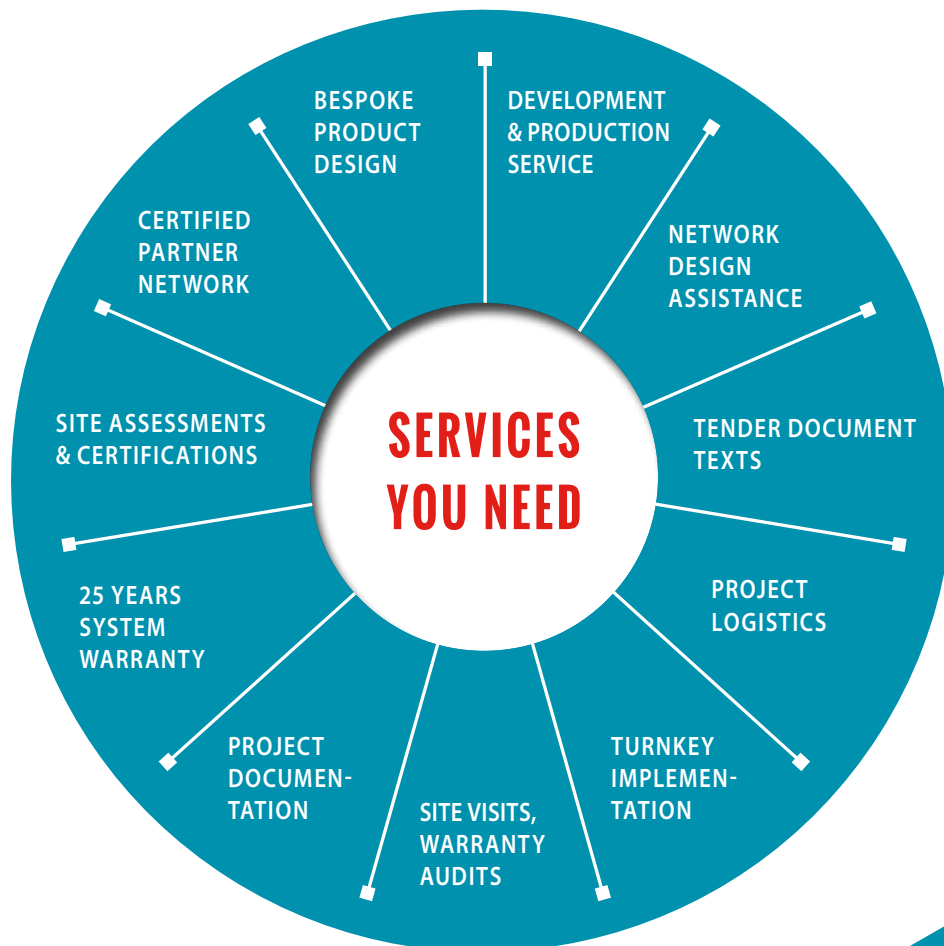 SERVICES
YOU NEED
DEVELOPMENT
& PRODUCTION
SERVICE
NETWORK
DESIGN
ASSISTANCE
TENDER DOCUMENT
TEXTS
PROJECT
LOGISTICS
TURNKEY
IMPLEMEN-
TATION
SITE VISITS,
WARRANTY
AUDITS
PROJECT
DOCUMEN-
TATION
25 YEARS
SYSTEM
WARRANTY
SITE ASSESSMENTS
& CERTIFICATIONS
CERTIFIED
PARTNER
NETWORK
BESPOKE
PRODUCT
DESIGN